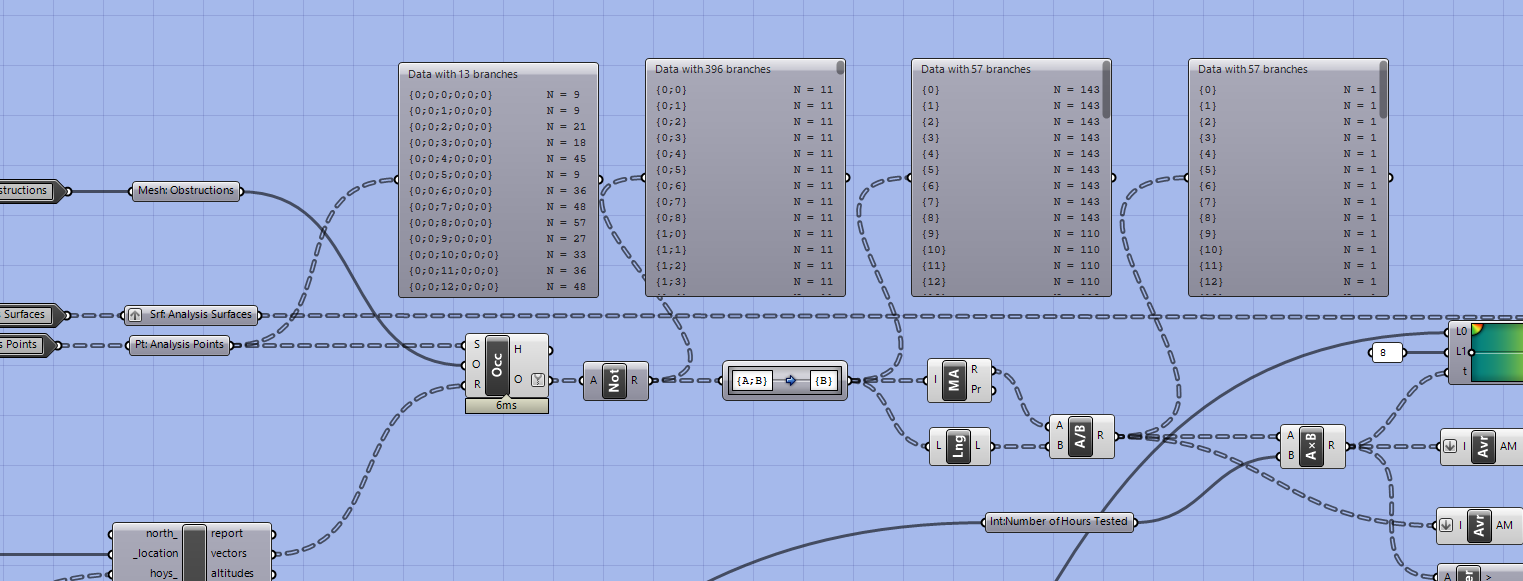 Data with 13 branches
{0;0;0;0;0;0} N = 9
{0;0;1;0;0;0} N = 9
{0;0;2;0;0;0} N = 21
{0;0;3;0;0;0} N = 18
{0;0;4;0;0;0} N = 45
{0;0;5;0;0;0} N = 9
{0;0;6;0;0;0} N = 36
{0;0;7;0;0;0} N = 48
{0;0;8;0;0;0} N = 57
{0;0;9;0;0;0} N = 27
{0;0;10;0;0;0} N = 33
{0;0;11;0;0;0} N = 36
{0;0;12;0;0;0} N = 48
Data with 396 branches
{0;0} N = 11
{0;1} N = 11
{0;2} N = 11
{0;3} N = 11
{0;4} N = 11
{0;5} N = 11
{0;6} N = 11
{0;7} N = 11
{0;8} N = 11
{1;0} N = 11
{1;1} N = 11
{1;2} N = 11
{1;3} N = 11
Data with 57 branches
{0} N = 143
{1} N = 143
{2} N = 143
{3} N = 143
{4} N = 143
{5} N = 143
{6} N = 143
{7} N = 143
{8} N = 143
{9} N = 110
{10} N = 110
{11} N = 110
{12} N = 110
Data with 57 branches
{0} N = 1
{1} N = 1
{2} N = 1
{3} N = 1
{4} N = 1
{5} N = 1
{6} N = 1
{7} N = 1
{8} N = 1
{9} N = 1
{10} N = 1
{11} N = 1
{12} N = 1
structions
Mesh: Obstructions
Surfaces
Srf: Analysis Surfaces
Points
Pt: Analysis Points
S
O
R
Occ
H
O
6ms
A
Not
R
{A;B}
{B}
I
MA
R
Pr
L
Lng
L
A
B
A/B
R
A
B
A×B
R
8
L0
L1
t
I
Avr
AM
I
Avr
AM
A
>
Int:Number of Hours Tested
north_
_location
hoys_
report
vectors
altitudes